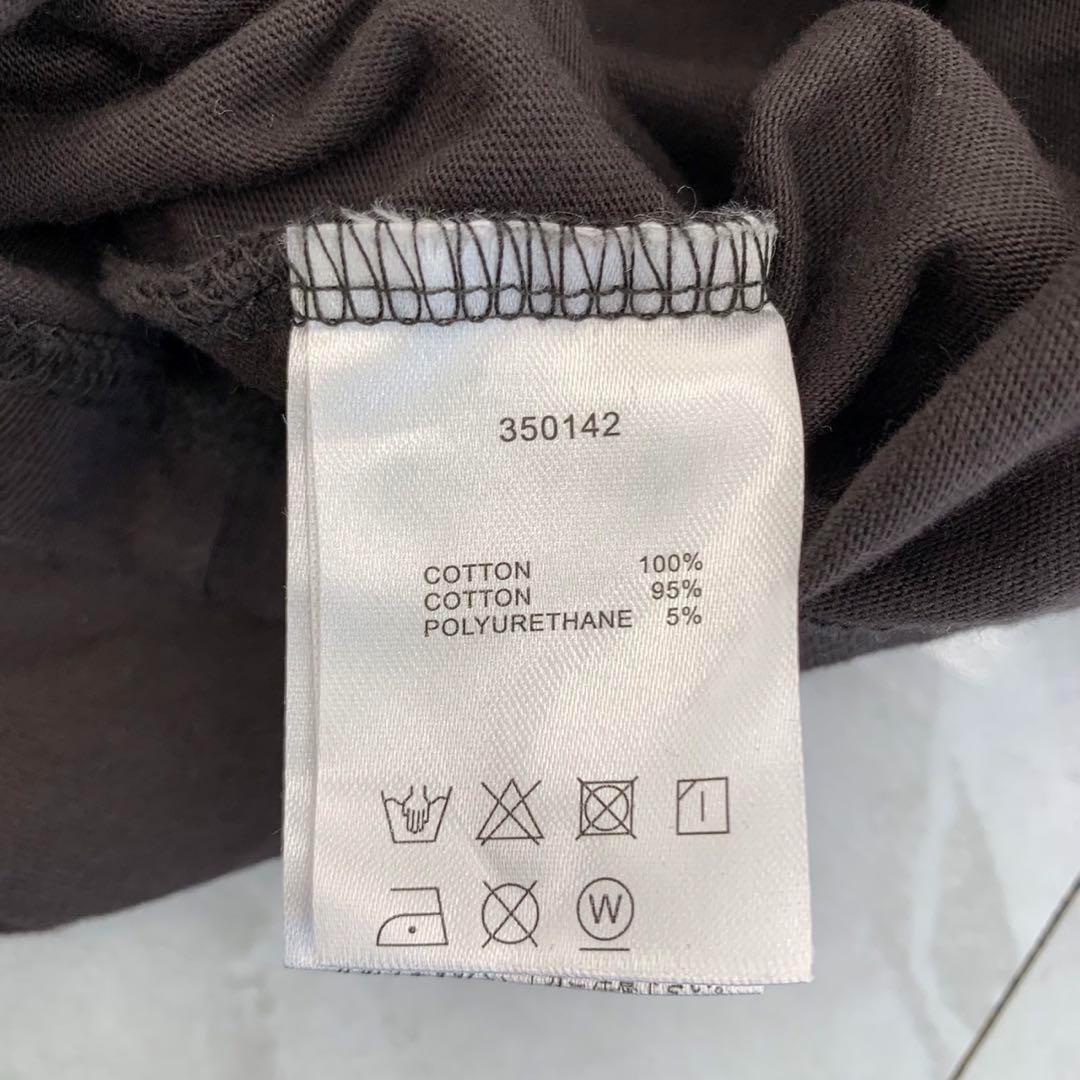 350142
COTTON 100%
COTTON 95%
POLYURETHANE 5%
W